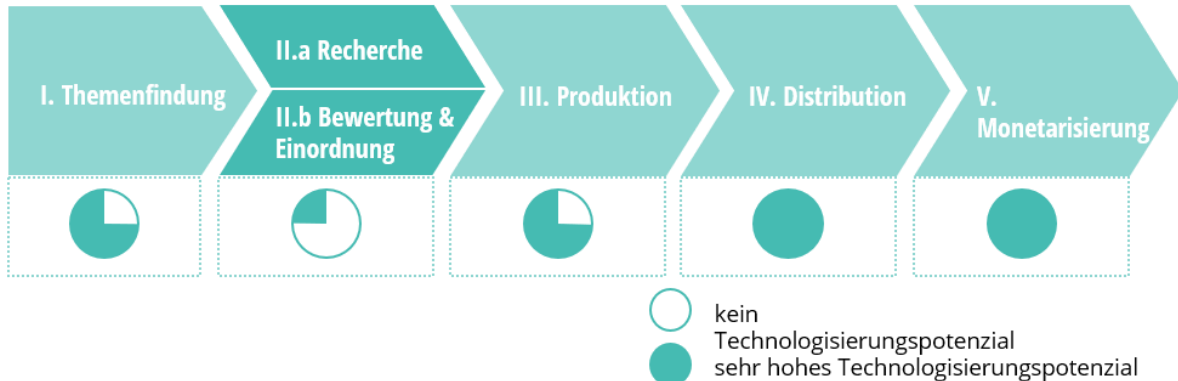 I. Themenfindung
II.a Recherche
II.b Bewertung &
Einordnung
III. Produktion
IV. Distribution
V.
Monetarisierung
kein
Technologisierungspotenzial
sehr hohes Technologisierungspotenzial